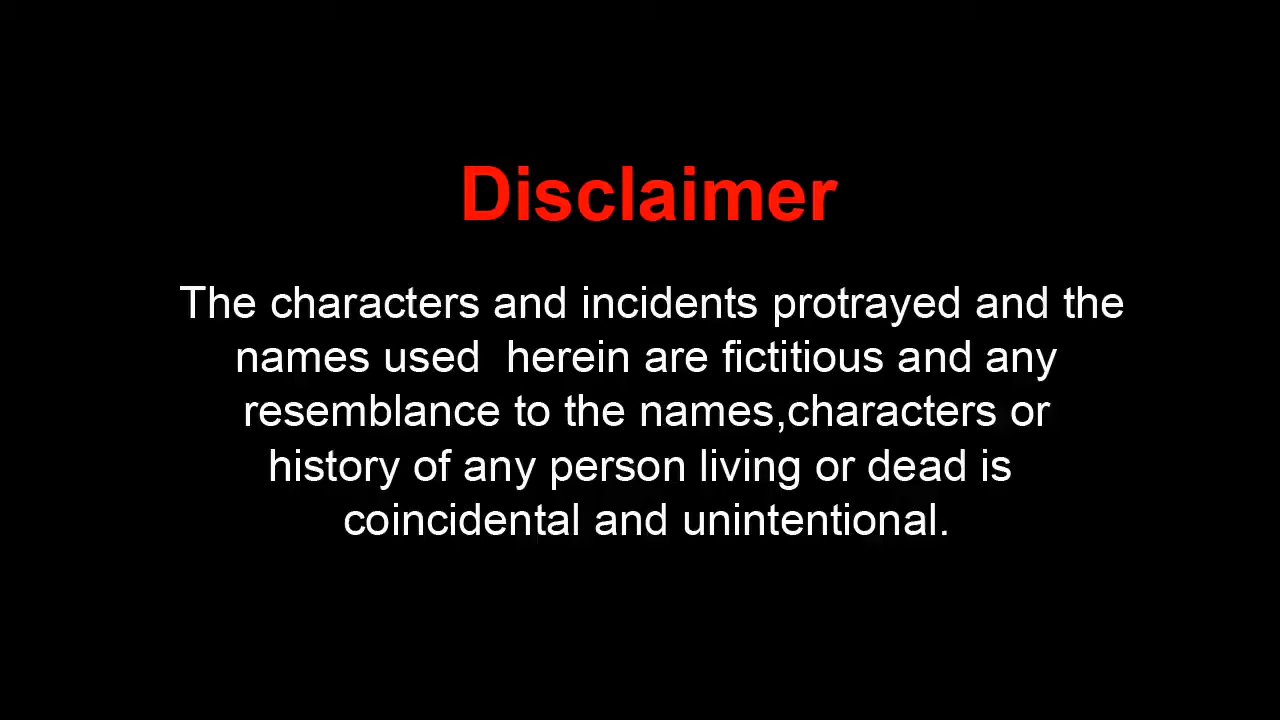 Disclaimer
The characters and incidents protrayed and the
names used  herein are fictitious and any
resemblance to the names,characters or
history of any person living or dead is
coincidental and unintentional.